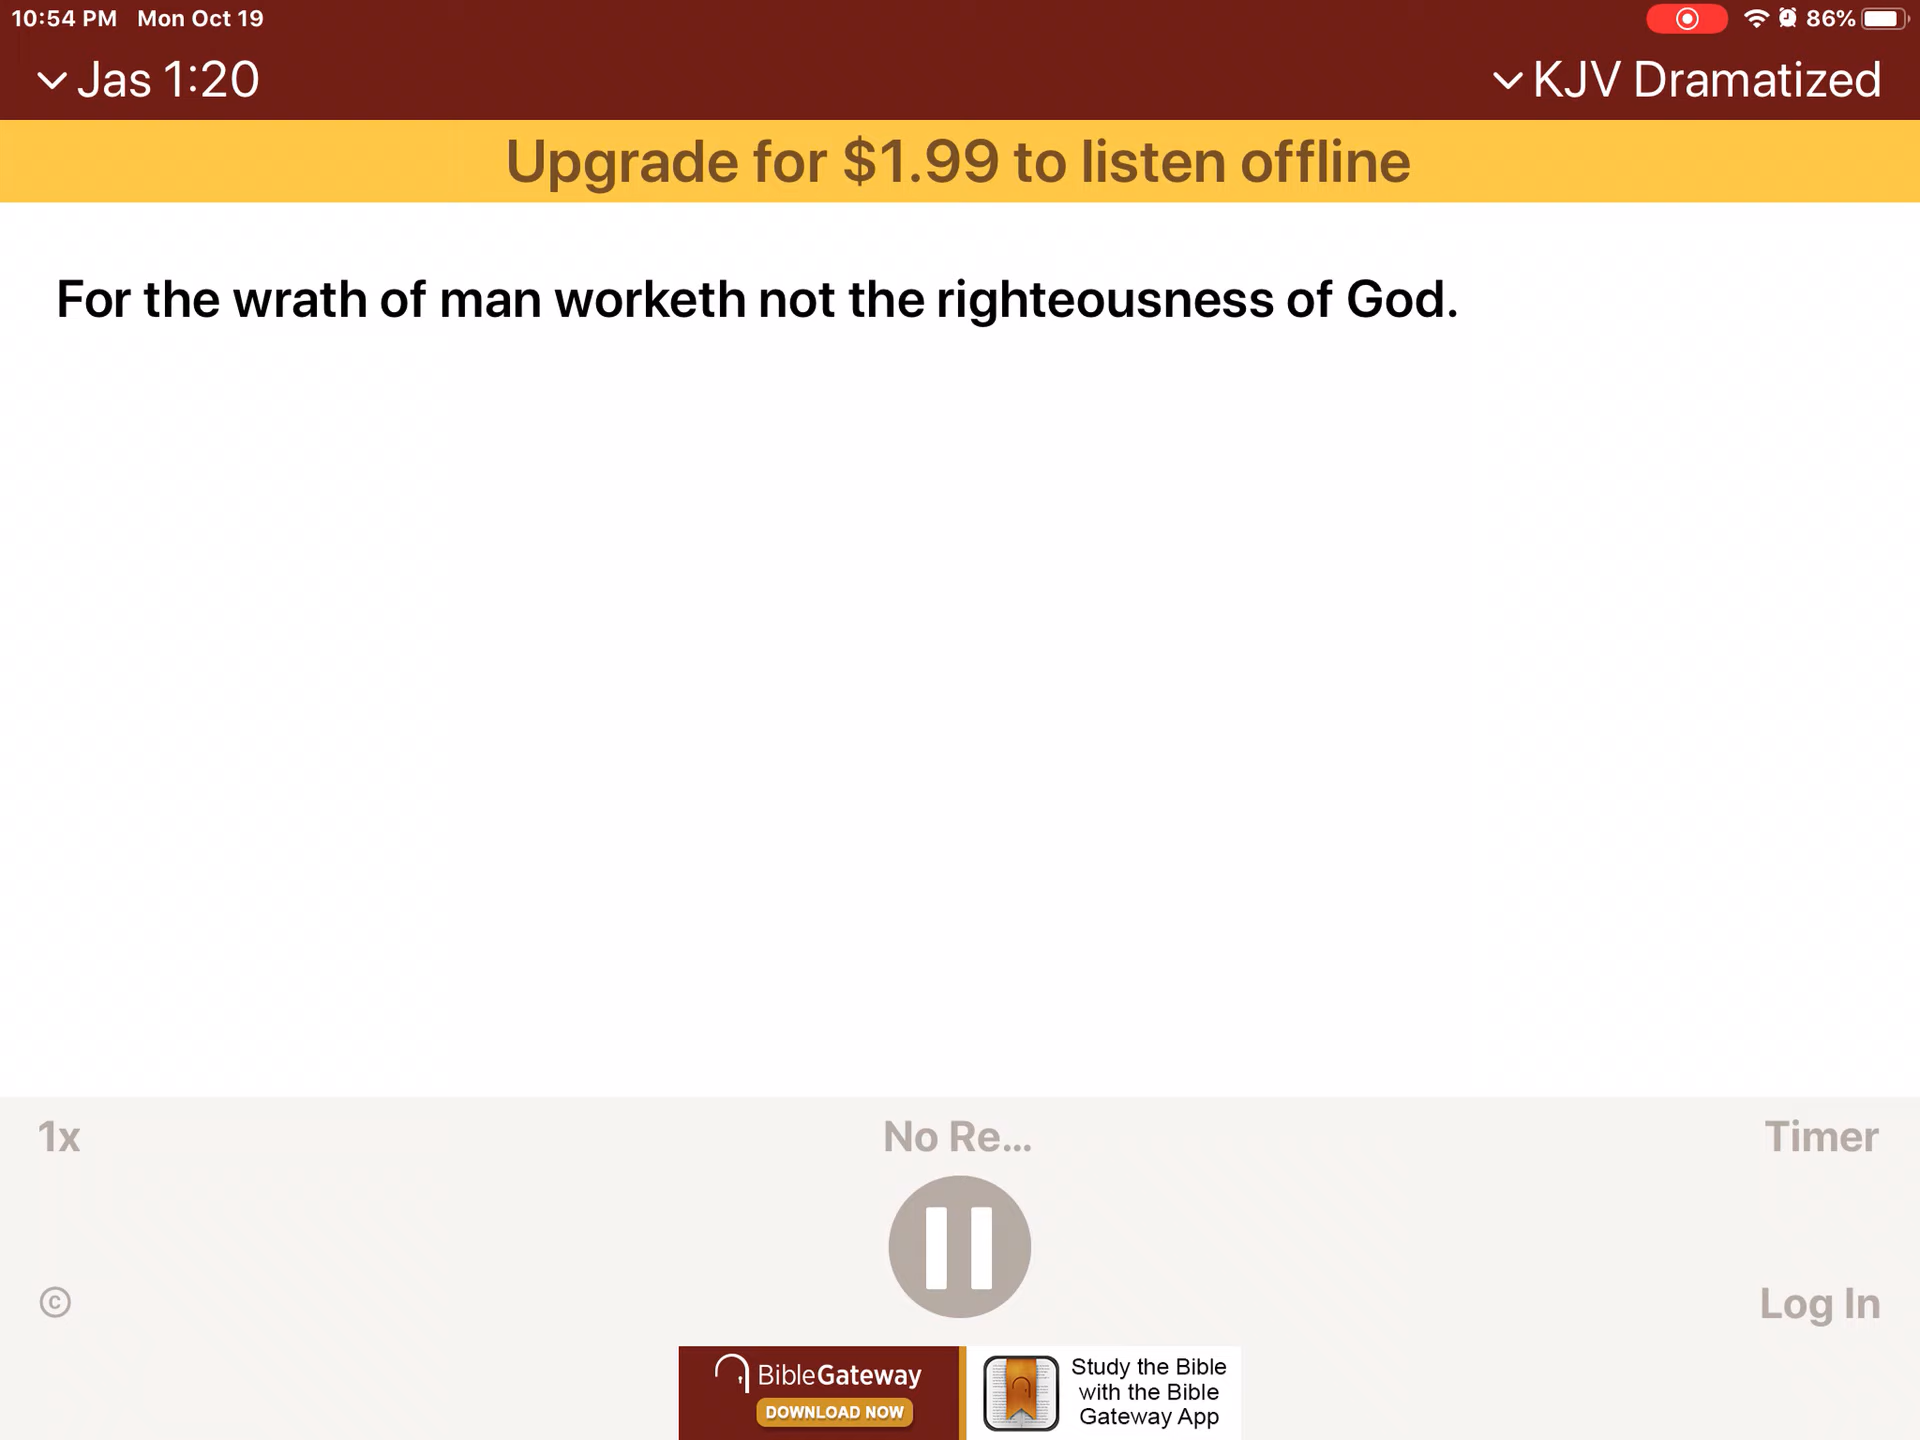 10:54 PM Mon Oct 19 86%
Jas 1:20 KJV Dramatized
Upgrade for $1.99 to listen offline
For the wrath of man worketh not the righteousness of God.
1x No Re... Timer
© Log In
BibleGateway
DOWNLOAD NOW
Study the Bible
with the Bible
Gateway App